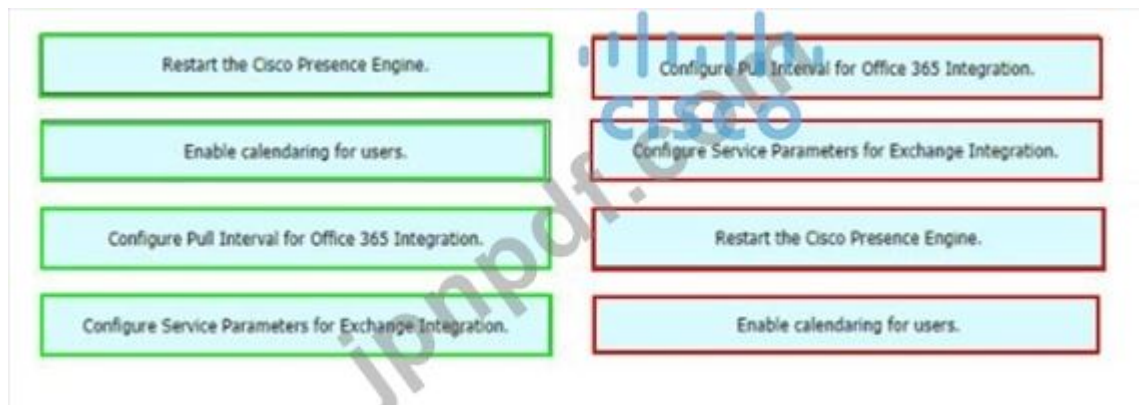 Restart the Cisco Presence Engine.
Enable calendaring for users.
Configure Pull Interval for Office 365 Integration.
Configure Service Parameters for Exchange Integration.
CISCO
Configure Pull Interval for Office 365 Integration.
Configure Service Parameters for Exchange Integration.
Restart the Cisco Presence Engine.
Enable calendaring for users.
jpnpdf.com